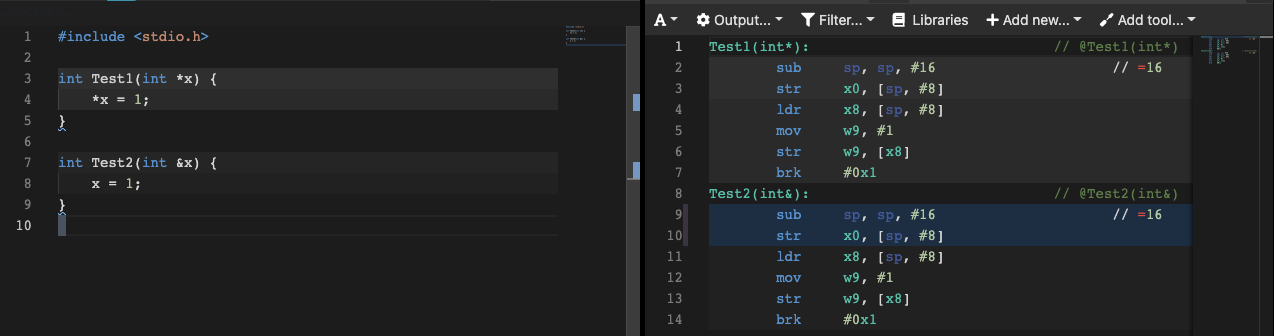 1 #include <stdio.h>
2
3 int Test1(int *x) {
4 *x = 1;
5 }
6
7 int Test2(int &x) {
8 x = 1;
9 }
10
A Output... Filter... Libraries + Add new... Add tool...
1 Test1(int*): // @Test1(int*)
2 sub sp, sp, #16 // =16
3 str x0, [sp, #8]
4 ldr x8, [sp, #8]
5 mov w9, #1
6 str w9, [x8]
7 brk #0x1
8 Test2(int&): // @Test2(int&)
9 sub sp, sp, #16 // =16
10 str x0, [sp, #8]
11 ldr x8, [sp, #8]
12 mov w9, #1
13 str w9, [x8]
14 brk #0x1